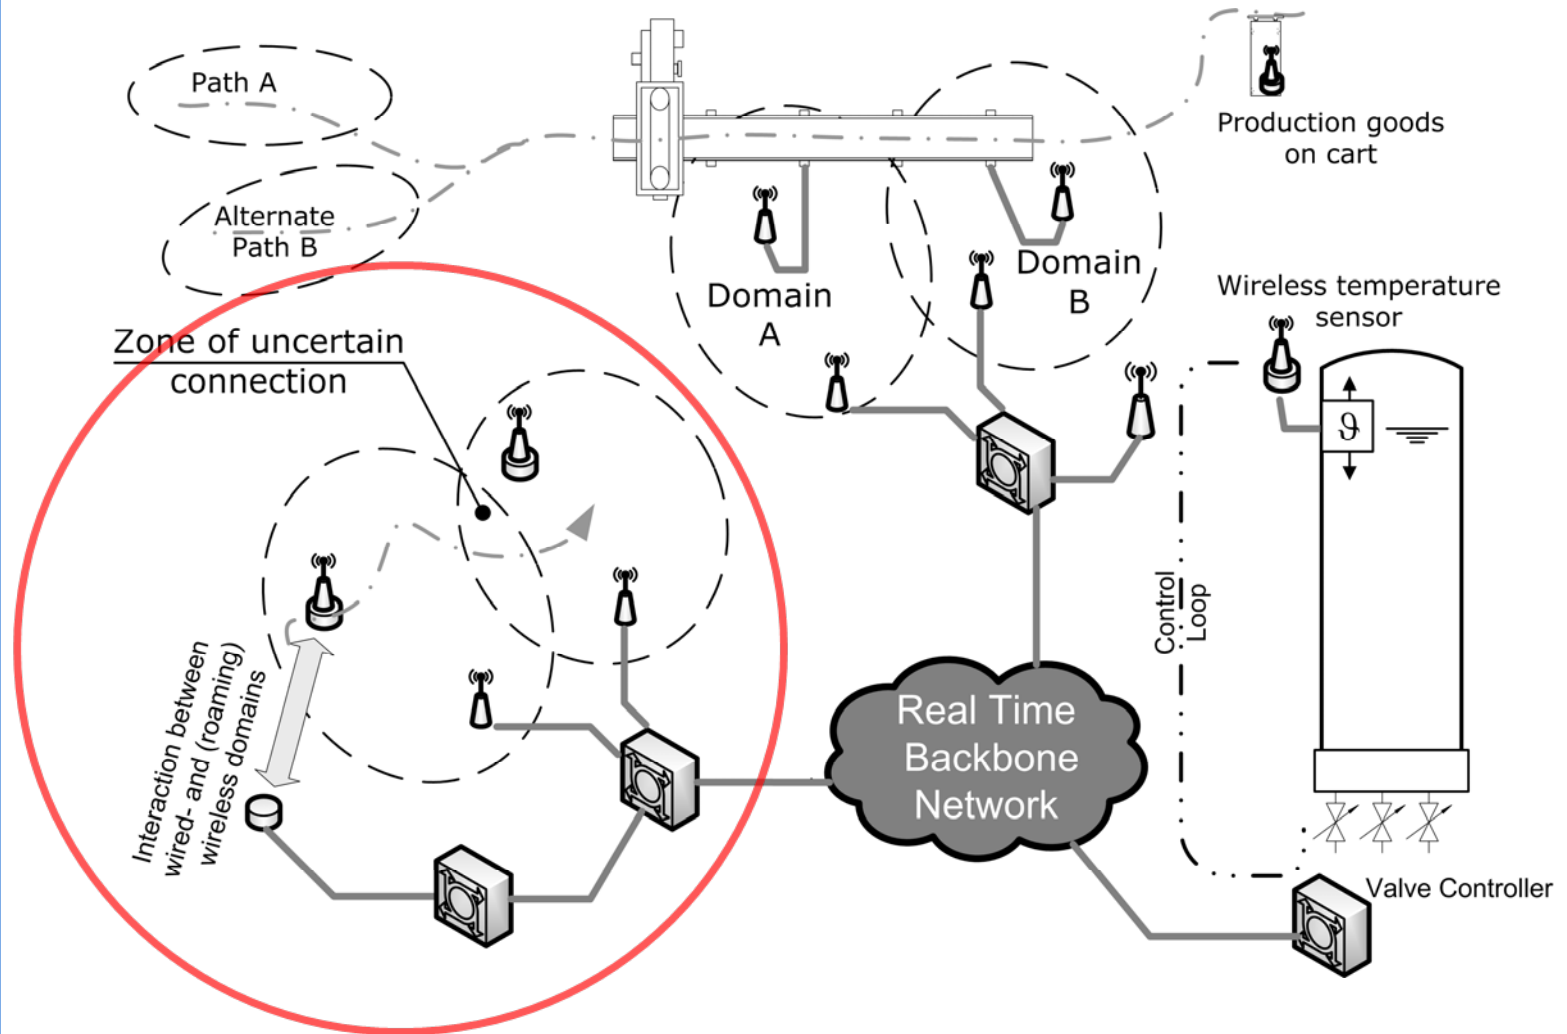 Path A
Alternate
Path B
Production goods
on cart
Domain
A
Domain
B
Wireless temperature
sensor
Zone of uncertain
connection
ϑ
Control
Loop
Interaction between
wired- and (roaming)
wireless domains
Real Time
Backbone
Network
Valve Controller